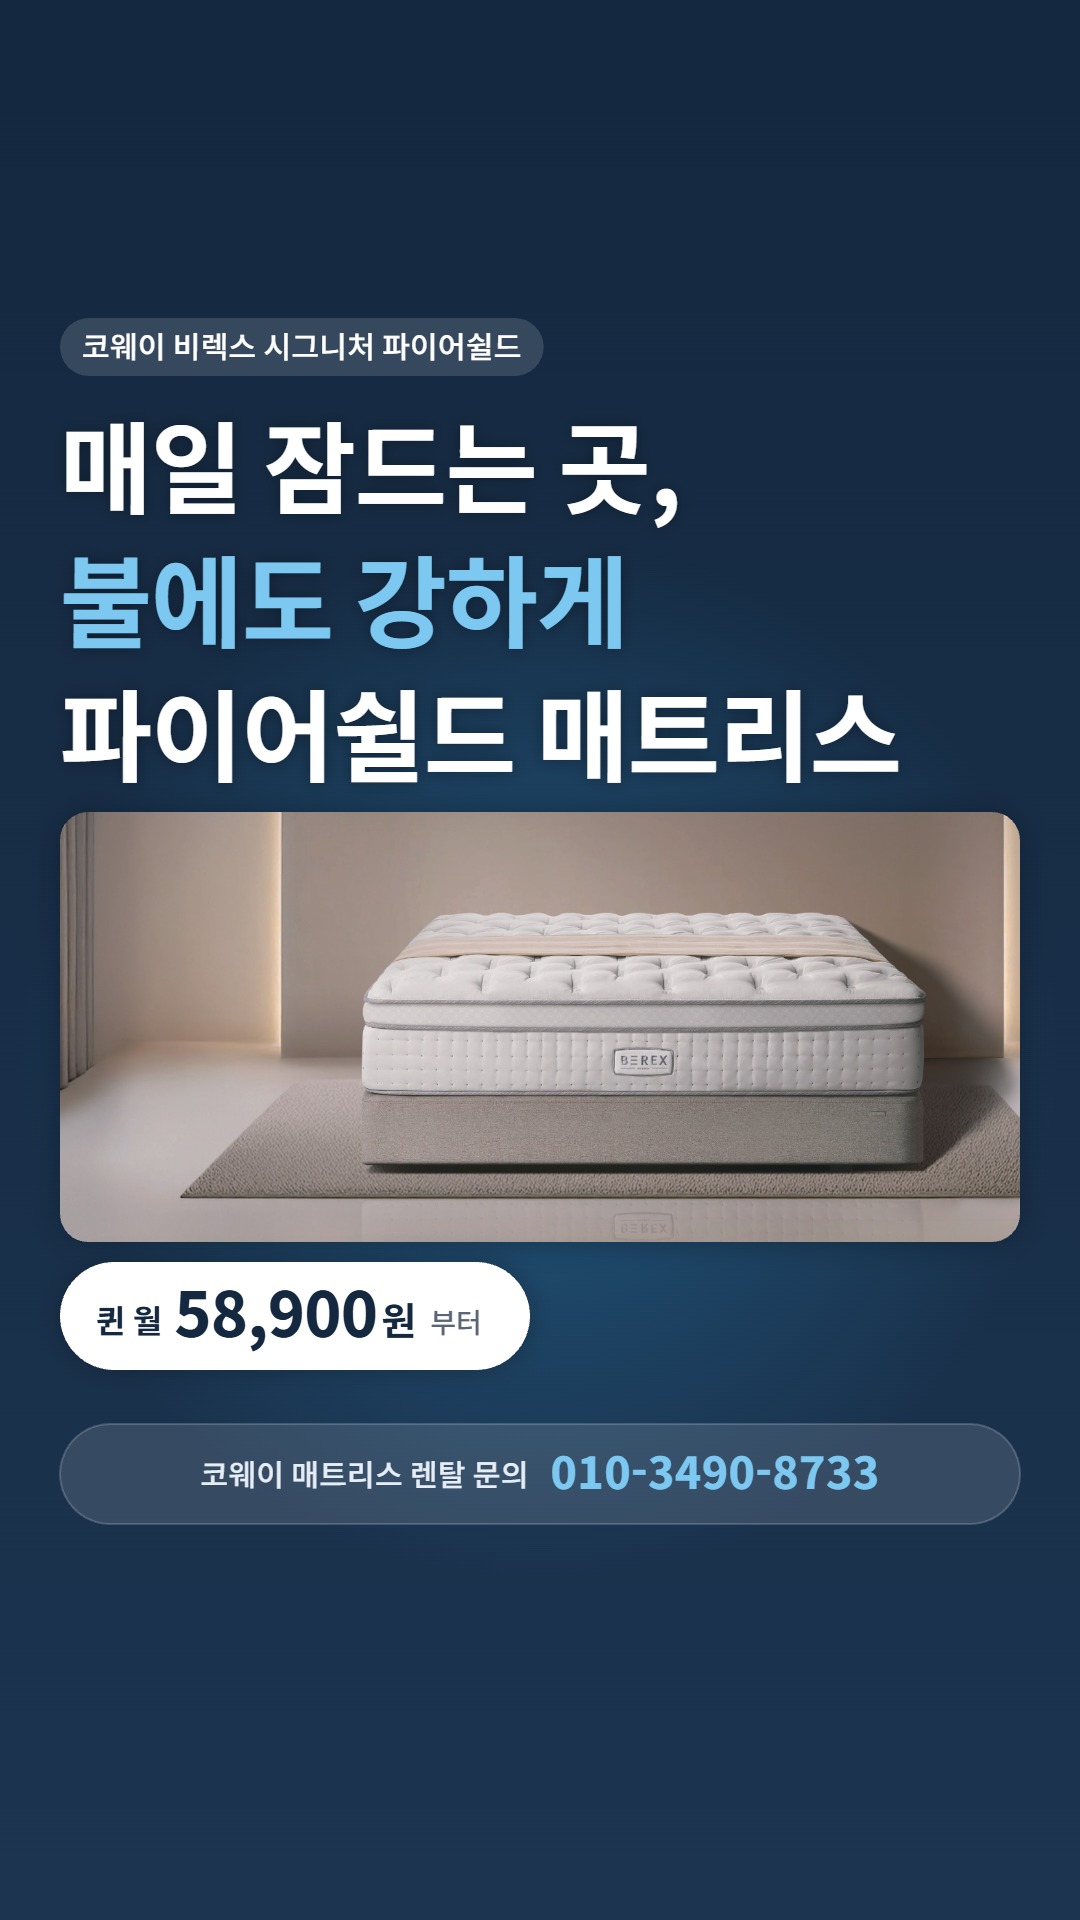 코웨이 비렉스 시그니처 파이어쉴드
매일 잠드는 곳,
불에도 강하게
파이어쉴드 매트리스
BEREX
퀸 월 58,900원 부터
코웨이 매트리스 렌탈 문의 010-3490-8733